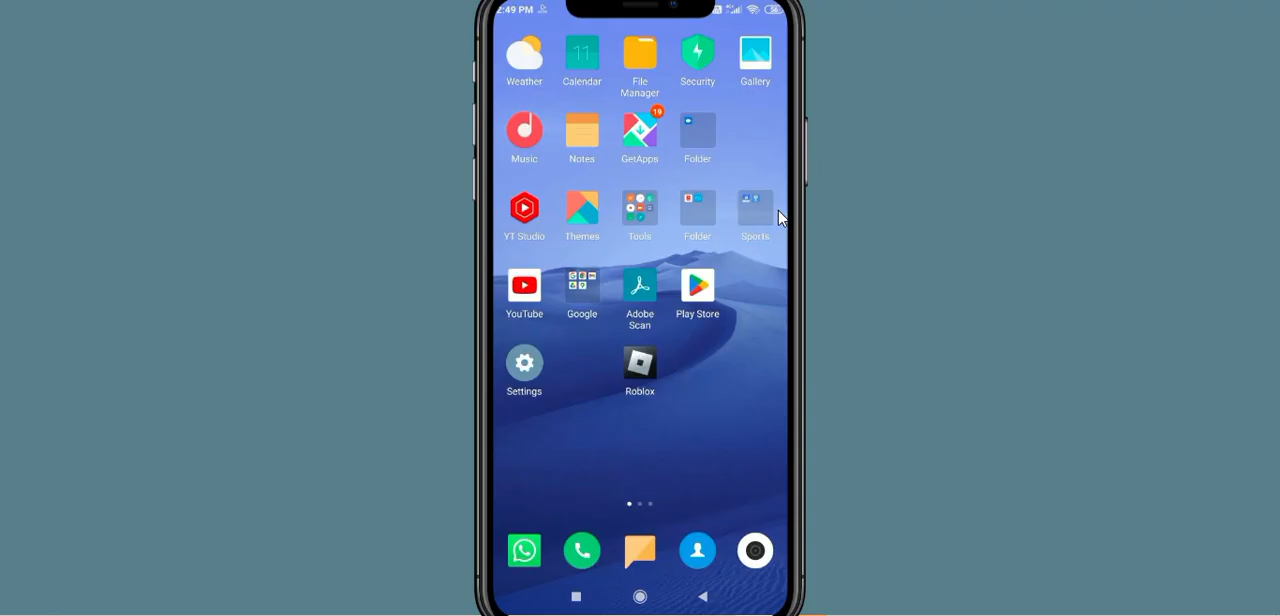 2:49 PM
11
Weather
Calendar
File
Manager
Security
Gallery
19
Music
Notes
GetApps
Folder
YT Studio
Themes
Tools
Folder
Sports
YouTube
Google
Adobe
Scan
Play Store
Settings
Roblox